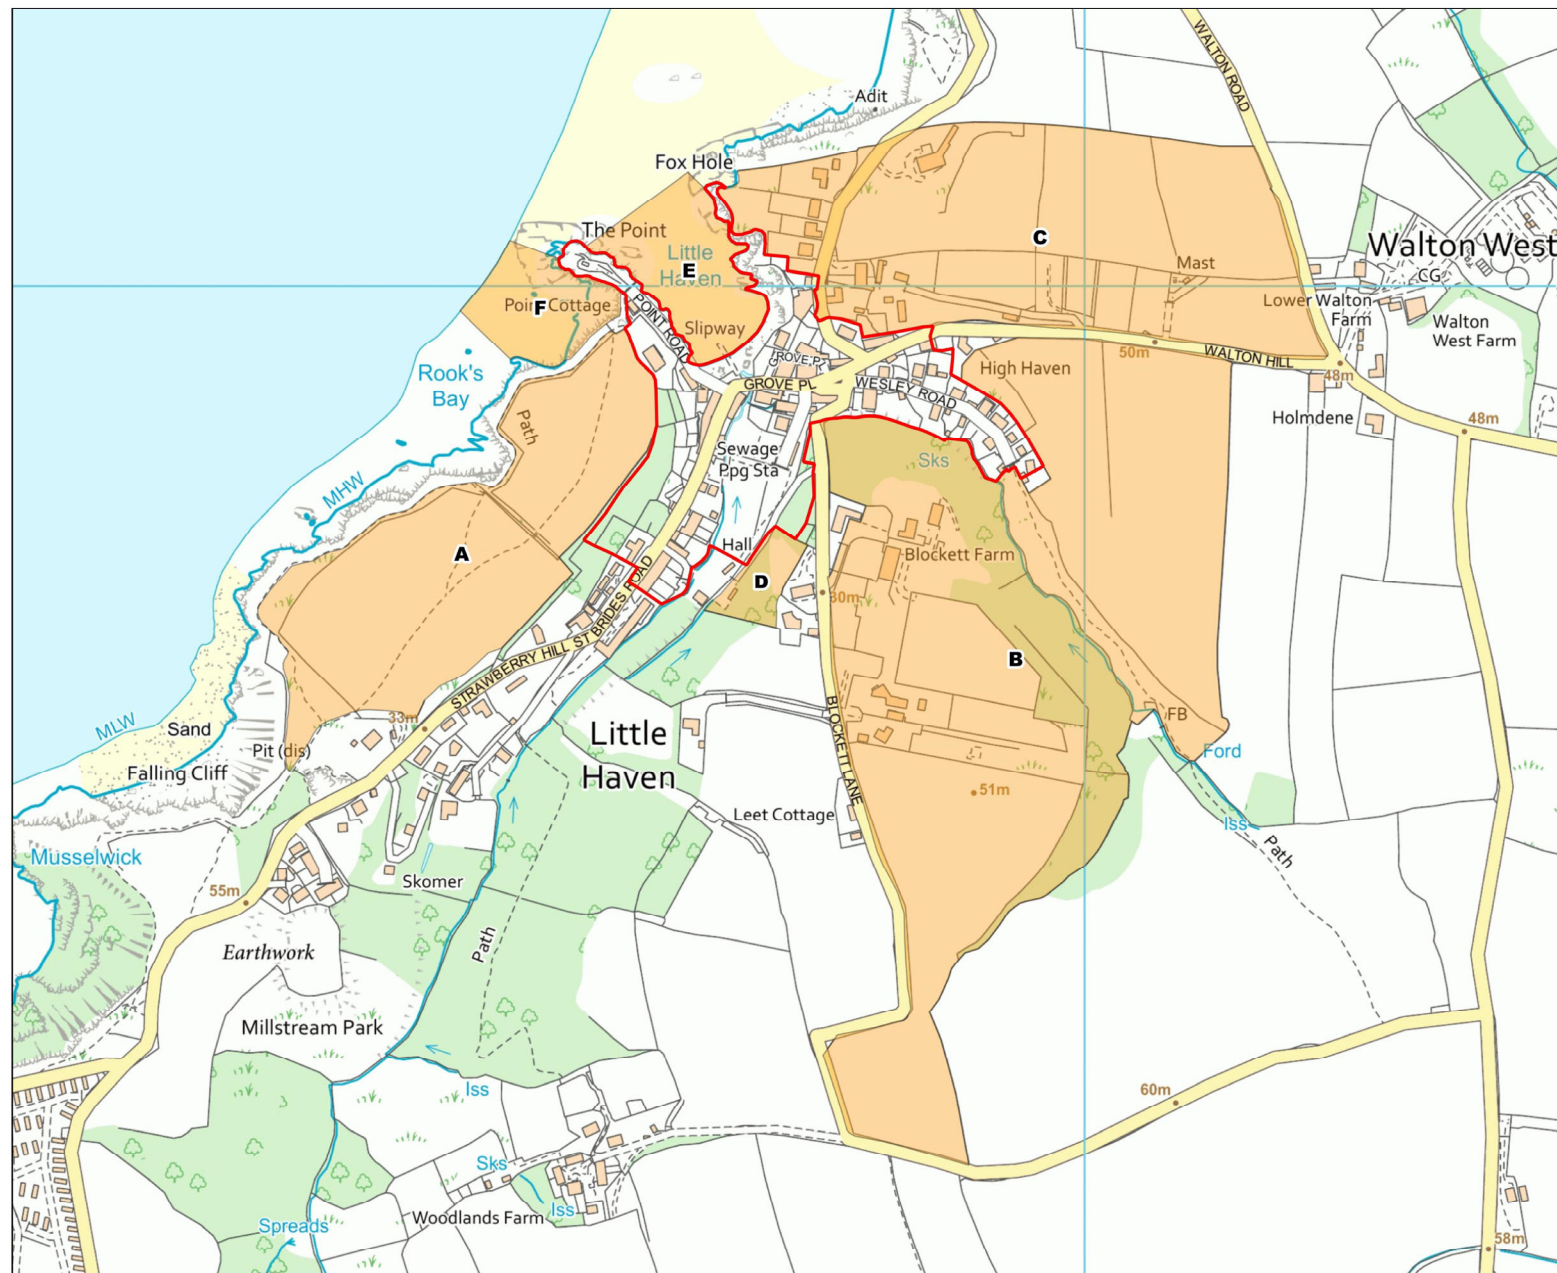 WALTON ROAD
Adit
Fox Hole
The Point
Little
Haven
E
C
Mast
Walton West
CG
Lower Walton
Farm
Walton
West Farm
F
Point Cottage
POINT ROAD
Slipway
GROVE PL
50m
WALTON HILL
48m
High Haven
Rook's
Bay
GROVE PL
WESLEY ROAD
Holmdene
48m
Path
Sewage
Ppg Sta
Sks
MHW
Hall
A
Blockett Farm
D
30m
B
STRAWBERRY HILL ST BRIDES ROAD
BLOCKETT LANE
MLW
Sand
33m
Pit (dis)
Falling Cliff
Little
Haven
FB
Ford
51m
Leet Cottage
Iss
Path
Musselwick
Skomer
55m
Earthwork
Path
Millstream Park
Iss
60m
Sks
Iss
Woodlands Farm
Spreads
58m